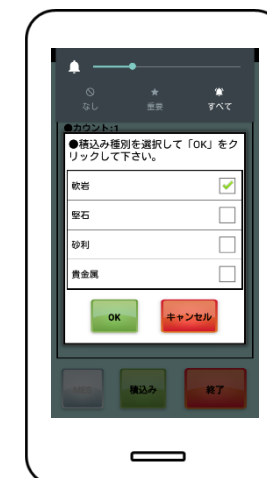 なし
重要
すべて
●カウント:1
●積込み種別を選択して「OK」をク
リックして下さい。
軟岩
堅石
砂利
貴金属
OK
キャンセル
積込み
終了